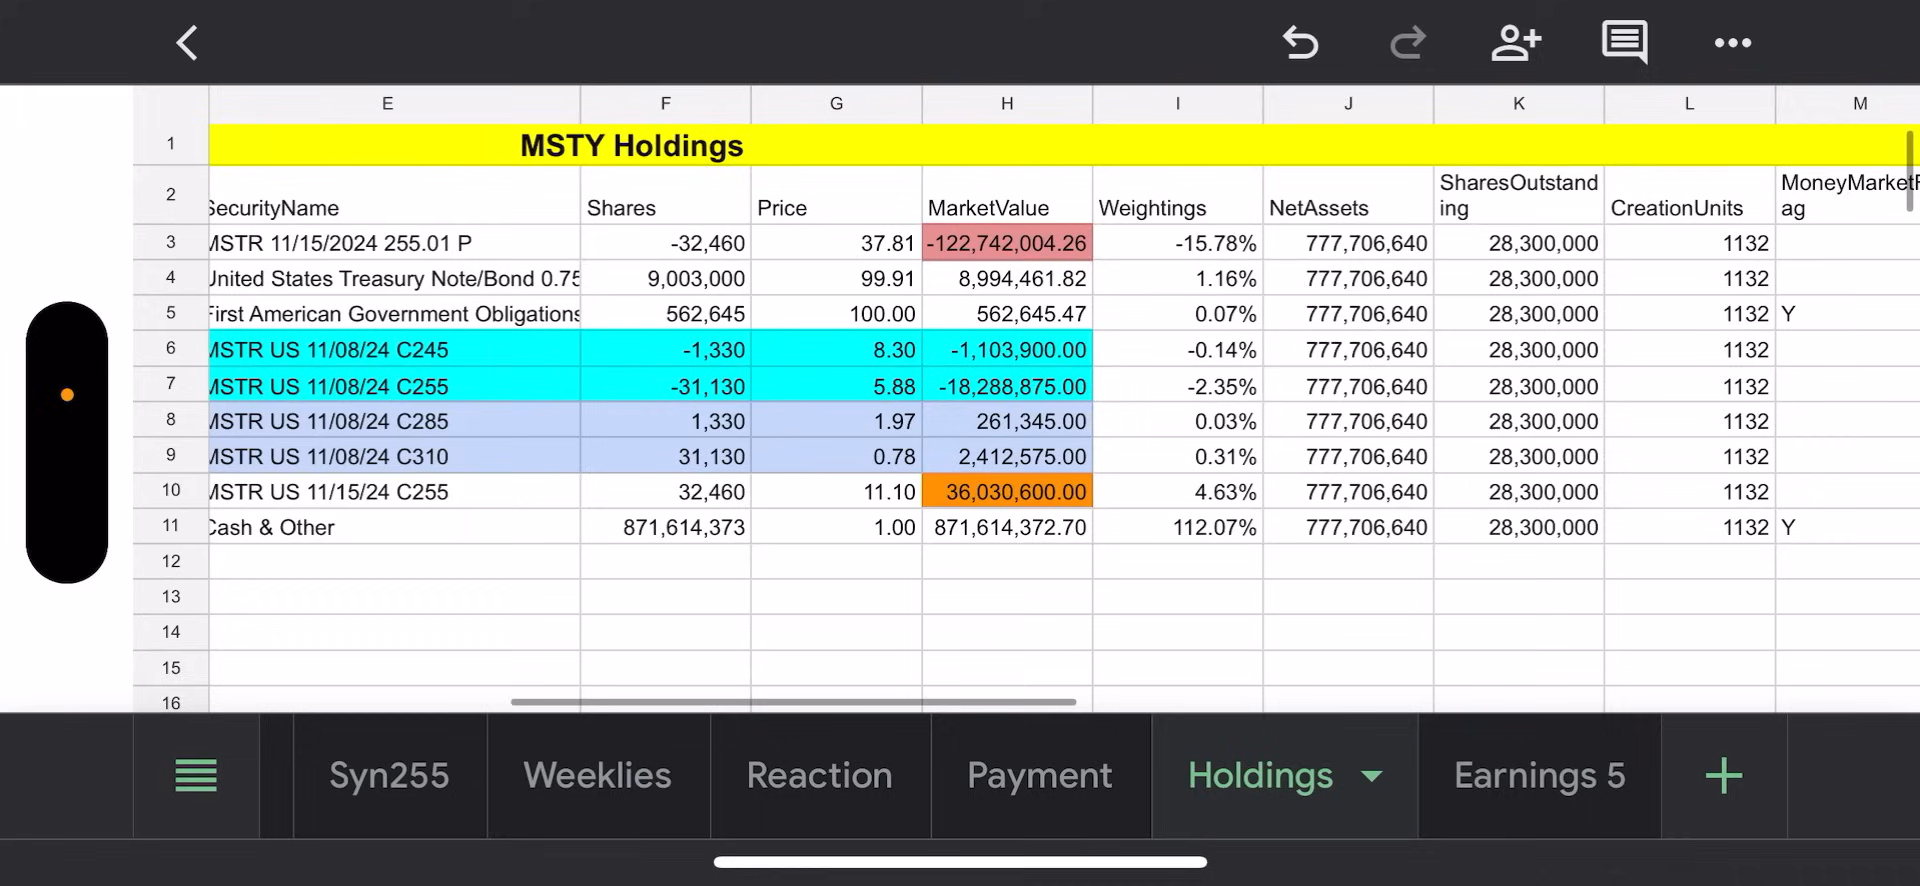 E F G H I J K L M
1 MSTY Holdings
2 SecurityName Shares Price MarketValue Weightings NetAssets SharesOutstanding CreationUnits MoneyMarketF ag
3 MSTR 11/15/2024 255.01 P -32,460 37.81 -122,742,004.26 -15.78% 777,706,640 28,300,000 1132
4 United States Treasury Note/Bond 0.75 9,003,000 99.91 8,994,461.82 1.16% 777,706,640 28,300,000 1132
5 First American Government Obligations 562,645 100.00 562,645.47 0.07% 777,706,640 28,300,000 1132 Y
6 MSTR US 11/08/24 C245 -1,330 8.30 -1,103,900.00 -0.14% 777,706,640 28,300,000 1132
7 MSTR US 11/08/24 C255 -31,130 5.88 -18,288,875.00 -2.35% 777,706,640 28,300,000 1132
8 MSTR US 11/08/24 C285 1,330 1.97 261,345.00 0.03% 777,706,640 28,300,000 1132
9 MSTR US 11/08/24 C310 31,130 0.78 2,412,575.00 0.31% 777,706,640 28,300,000 1132
10 MSTR US 11/15/24 C255 32,460 11.10 36,030,600.00 4.63% 777,706,640 28,300,000 1132
11 Cash & Other 871,614,373 1.00 871,614,372.70 112.07% 777,706,640 28,300,000 1132 Y
12
13
14
15
16
Syn255 Weeklies Reaction Payment Holdings Earnings 5